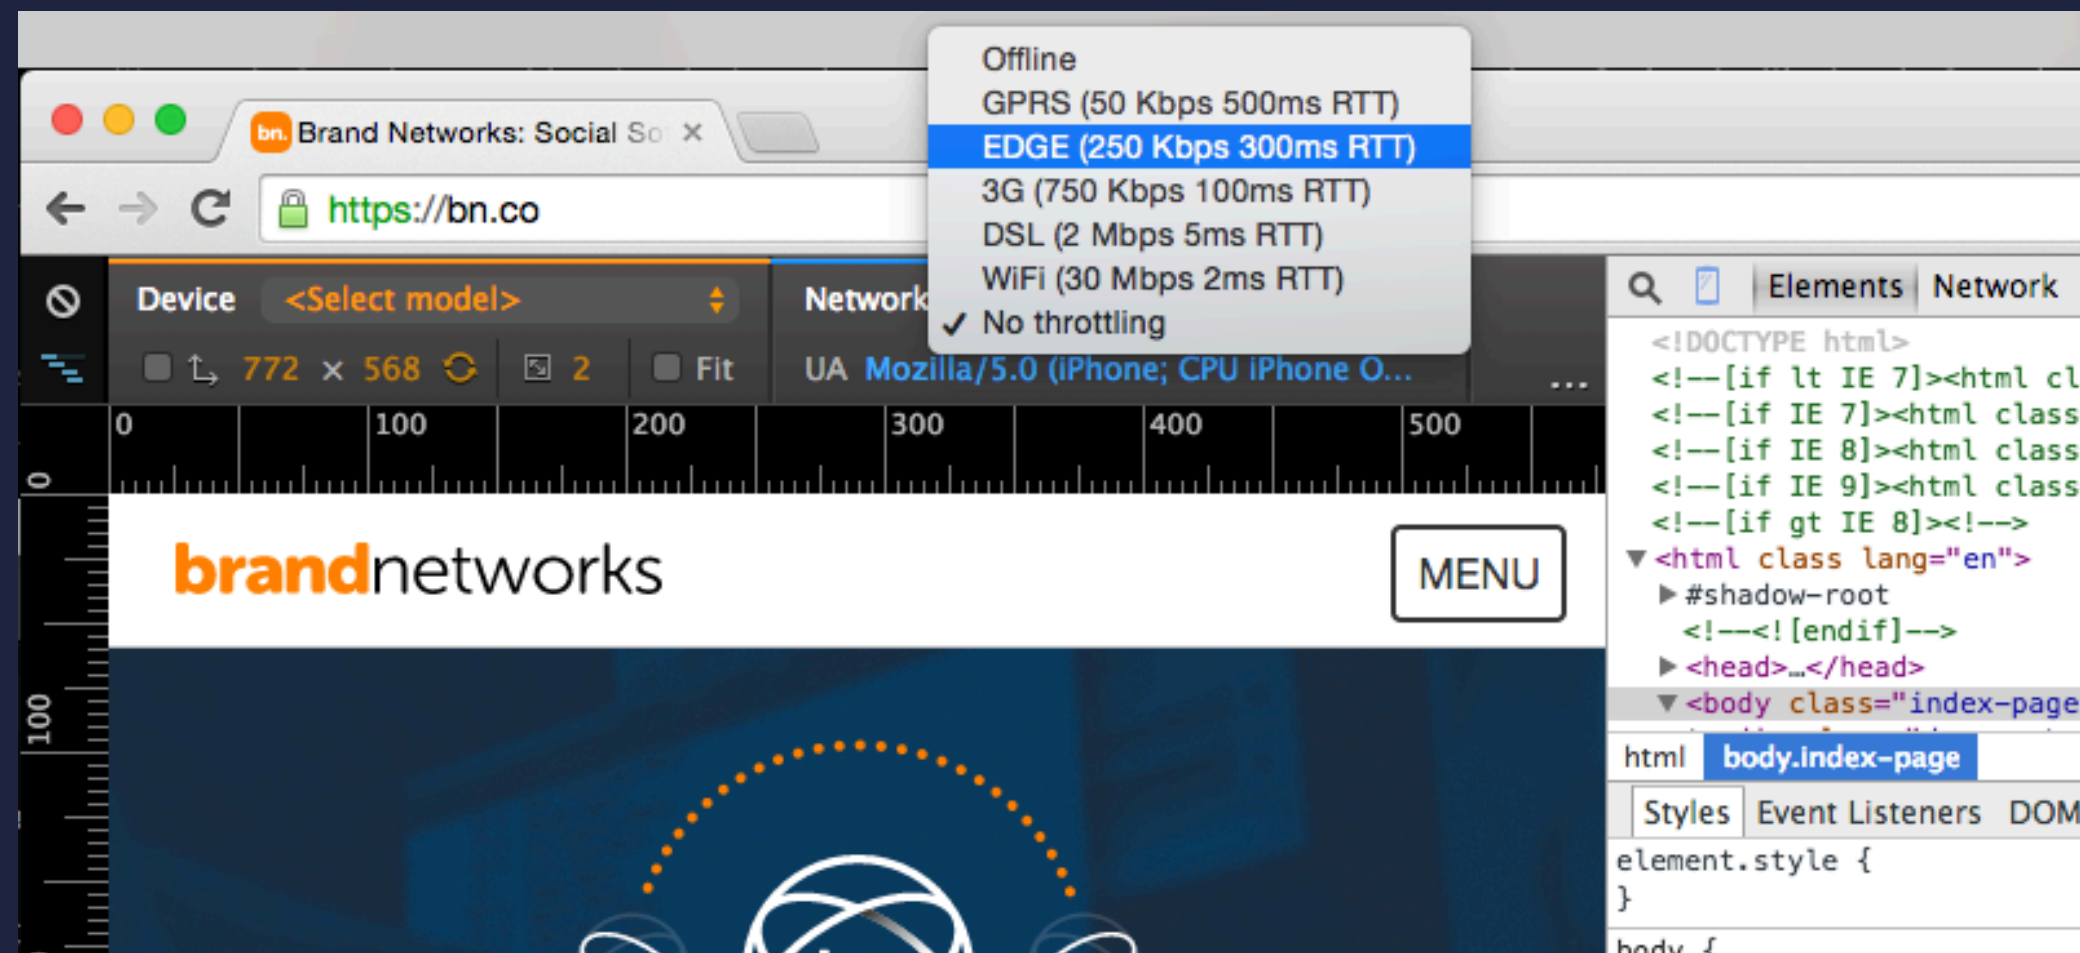 Offline
GPRS (50 Kbps 500ms RTT)
EDGE (250 Kbps 300ms RTT)
3G (750 Kbps 100ms RTT)
DSL (2 Mbps 5ms RTT)
WiFi (30 Mbps 2ms RTT)
✓ No throttling
bn. Brand Networks: Social So ×
https://bn.co
Device <Select model>
Network
772 × 568 2 Fit
UA Mozilla/5.0 (iPhone; CPU iPhone O...
...
0 100 200 300 400 500
0
100
brandnetworks
MENU
Elements Network
<!DOCTYPE html>
<!--[if lt IE 7]><html cl
<!--[if IE 7]><html class
<!--[if IE 8]><html class
<!--[if IE 9]><html class
<!--[if gt IE 8]><!-->
▼<html class lang="en">
▶#shadow-root
<!--<![endif]-->
▶<head>…</head>
▼<body class="index-page
html body.index-page
Styles Event Listeners DOM
element.style {
}
body {